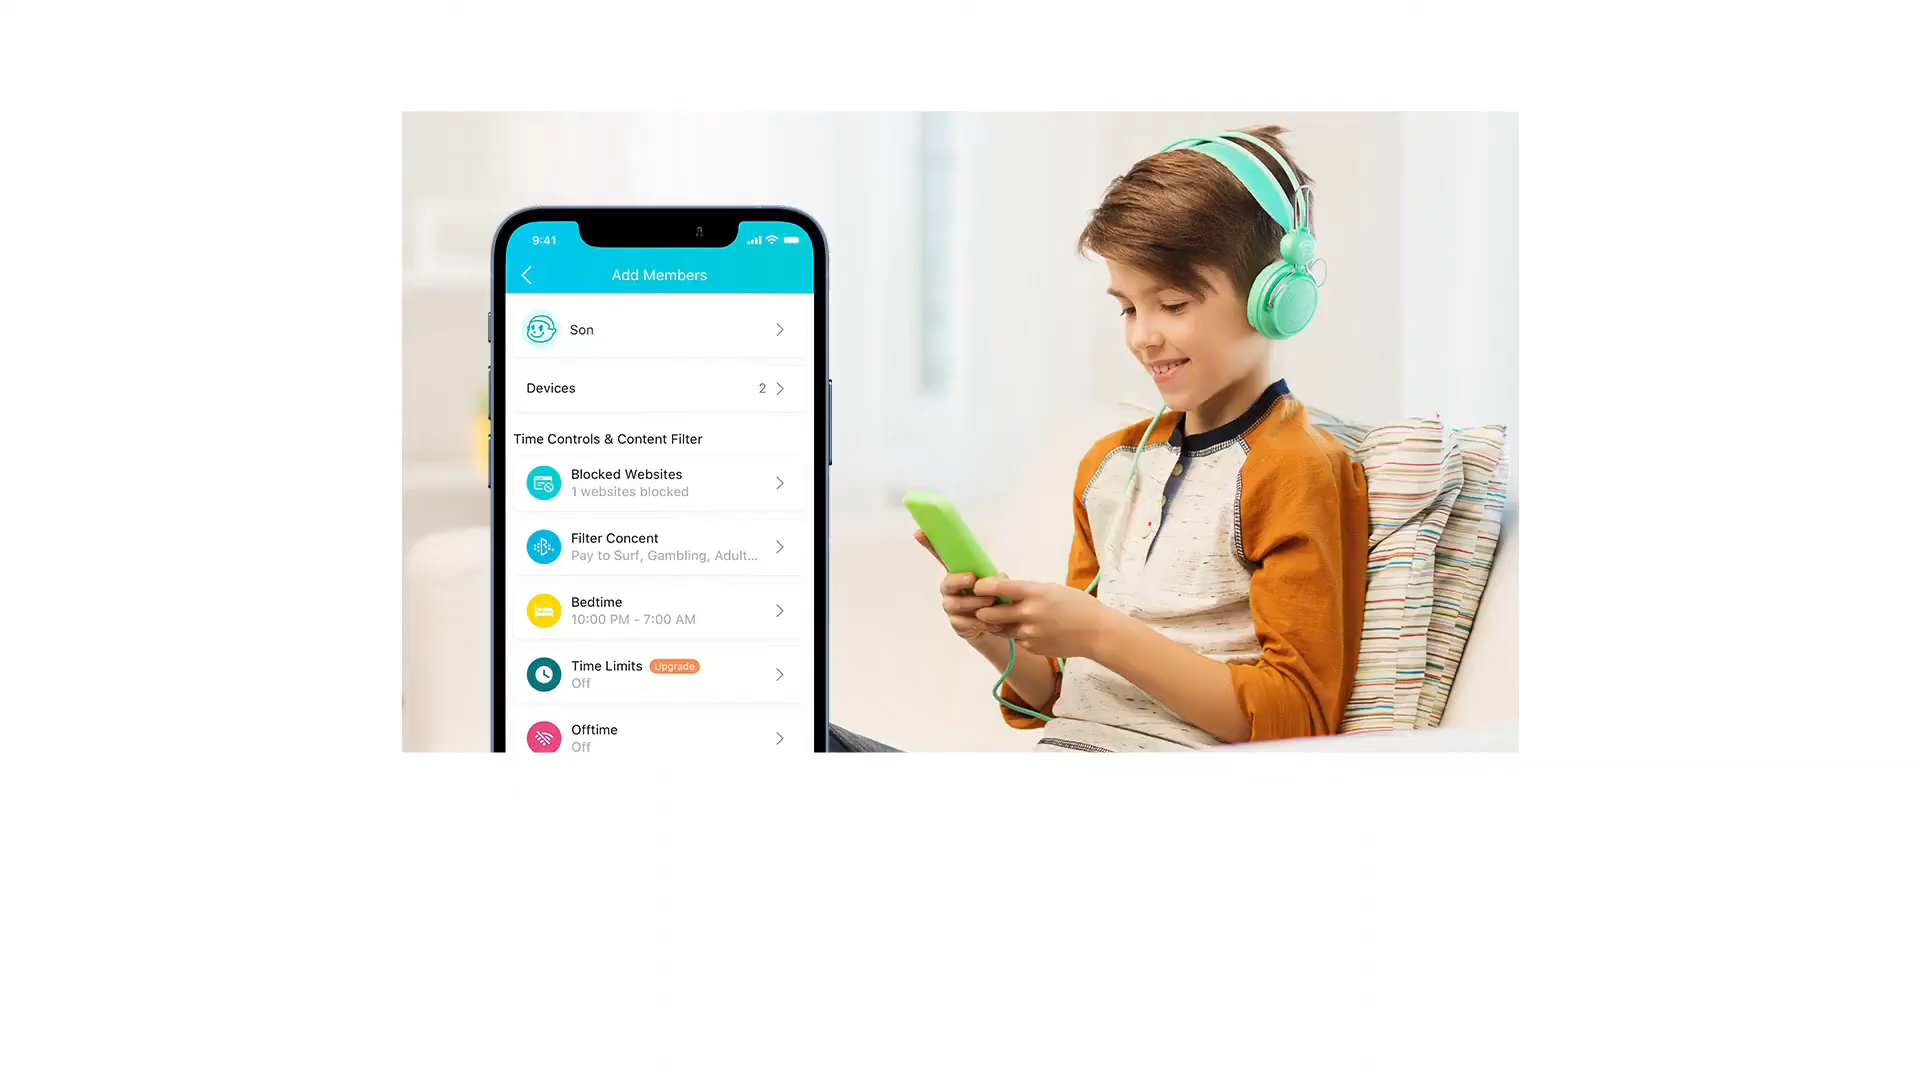 9:41
Add Members
Son
Devices 2
Time Controls & Content Filter
Blocked Websites
1 websites blocked
Filter Concent
Pay to Surf, Gambling, Adult...
Bedtime
10:00 PM - 7:00 AM
Time Limits Upgrade
Off
Offtime
Off